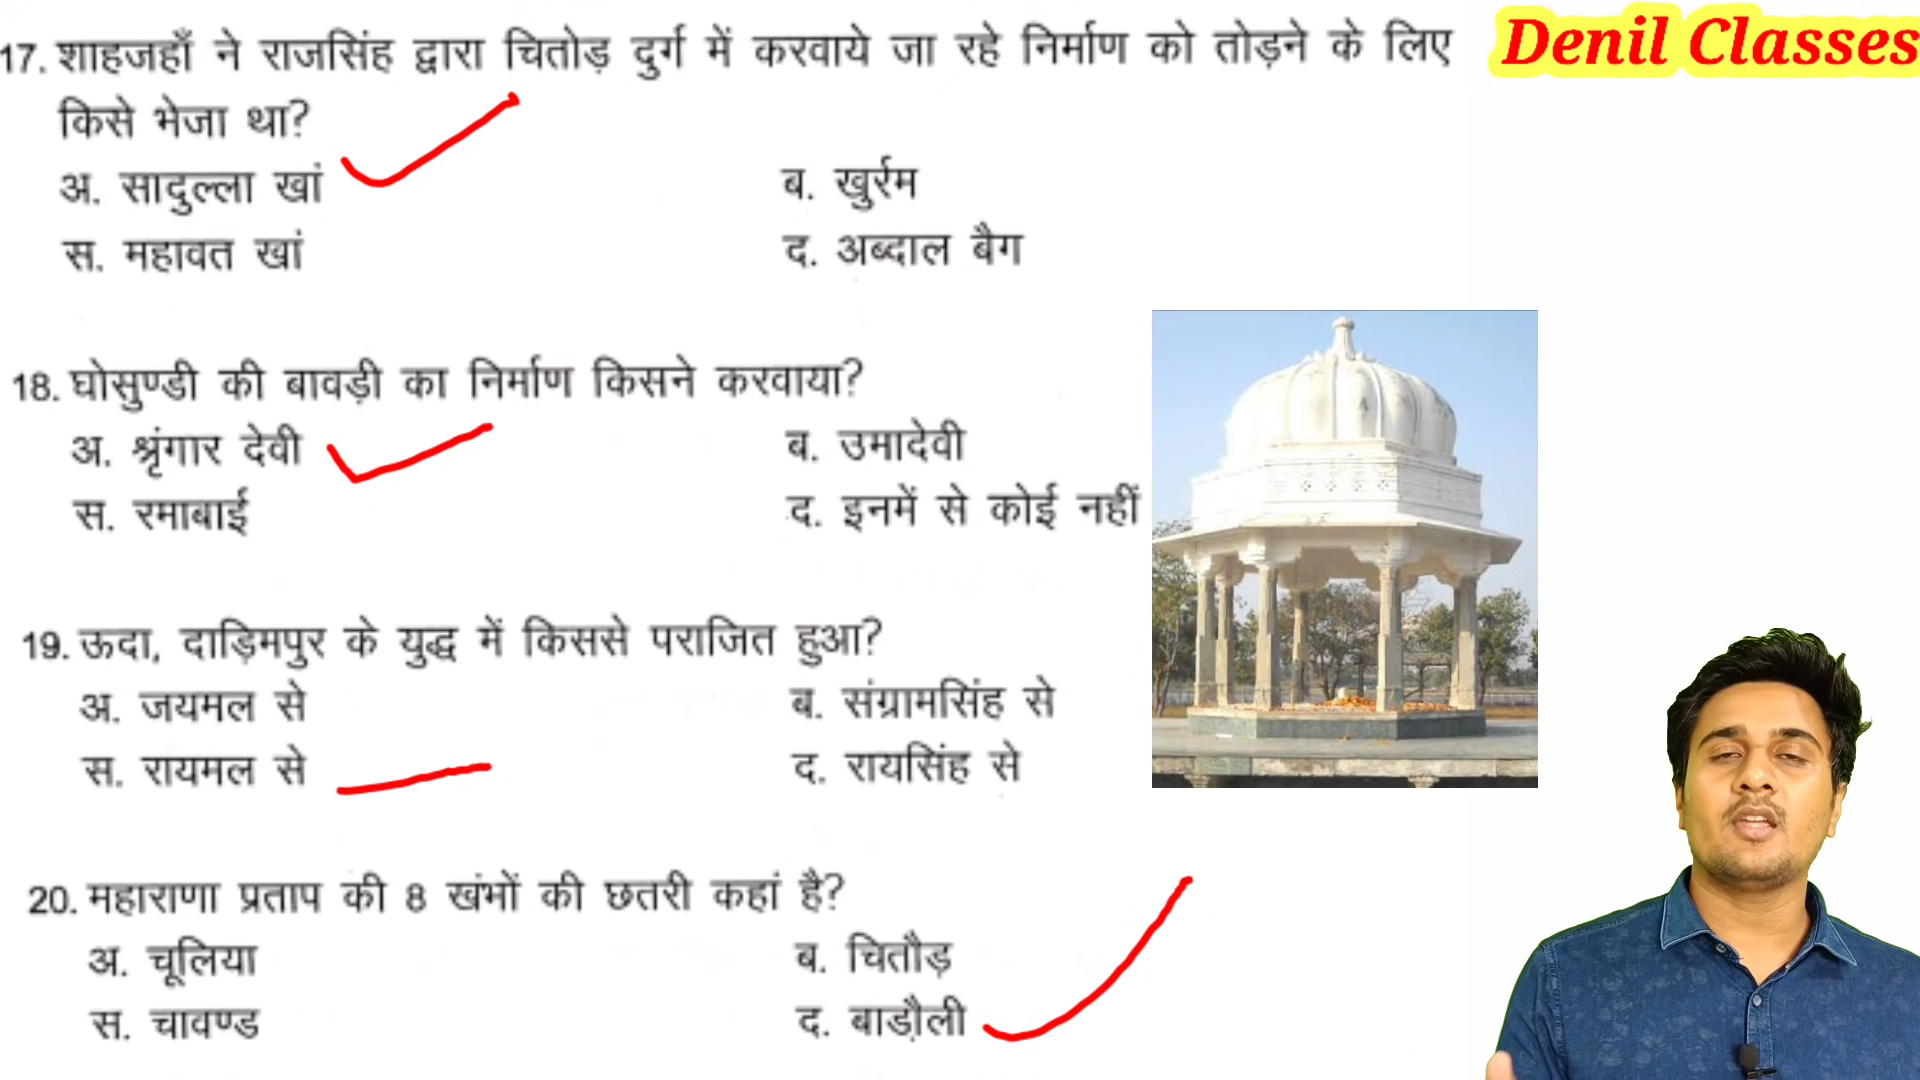 Denil Classes
17. शाहजहाँ ने राजसिंह द्वारा चितोड़ दुर्ग में करवाये जा रहे निर्माण को तोड़ने के लिए
किसे भेजा था?
अ. सादुल्ला खां
ब. खुर्रम
स. महावत खां
द. अब्दाल बैग
18. घोसुण्डी की बावड़ी का निर्माण किसने करवाया?
अ. श्रृंगार देवी
ब. उमादेवी
स. रमाबाई
द. इनमें से कोई नहीं
19. ऊदा, दाड़िमपुर के युद्ध में किससे पराजित हुआ?
अ. जयमल से
ब. संग्रामसिंह से
स. रायमल से
द. रायसिंह से
20. महाराणा प्रताप की 8 खंभों की छतरी कहां है?
अ. चूलिया
ब. चितौड़
स. चावण्ड
द. बाडौ़ली